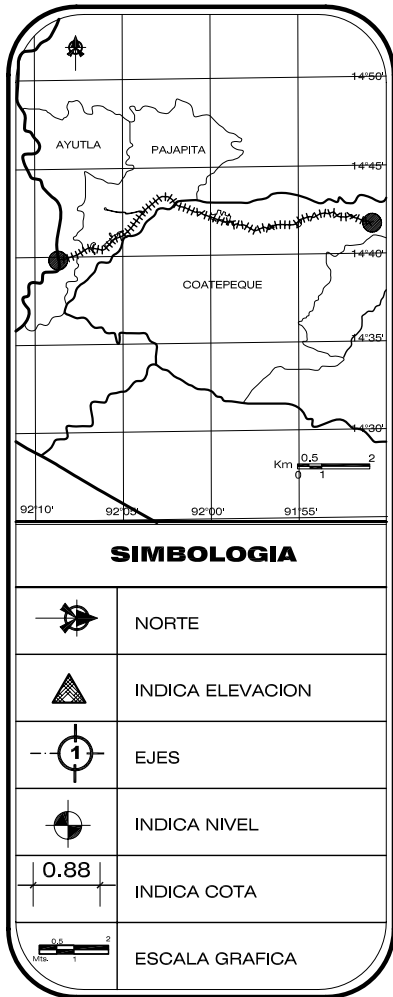 14°50'
AYUTLA
PAJAPITA
14°45'
14°40'
COATEPEQUE
14°35'
14°30'
Km 0.5 2
0 1
92°10' 92°05' 92°00' 91°55'
SIMBOLOGIA
NORTE
INDICA ELEVACION
1
EJES
INDICA NIVEL
0.88
INDICA COTA
0.5 2
Mts. 1
ESCALA GRAFICA